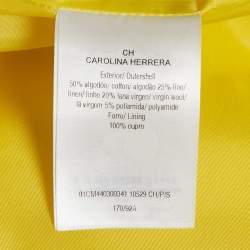 CH
CAROLINA HERRERA
Exterior/ Outershell
50% algodón/ cotton/ algodão 25% lino/
linen/linho 20% lana virgen/ virgin wool/
lã virgem 5% poliamida/ polyamide
Forro/ Lining
100% cupro
170/92A